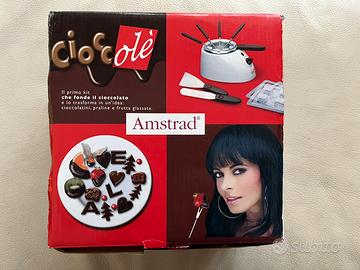 Cioccolè
Il primo kit
che fonde il cioccolato
e lo trasforma in un'idea:
cioccolatini, praline e frutta glassata.
Amstrad®
E
L
A
Subito